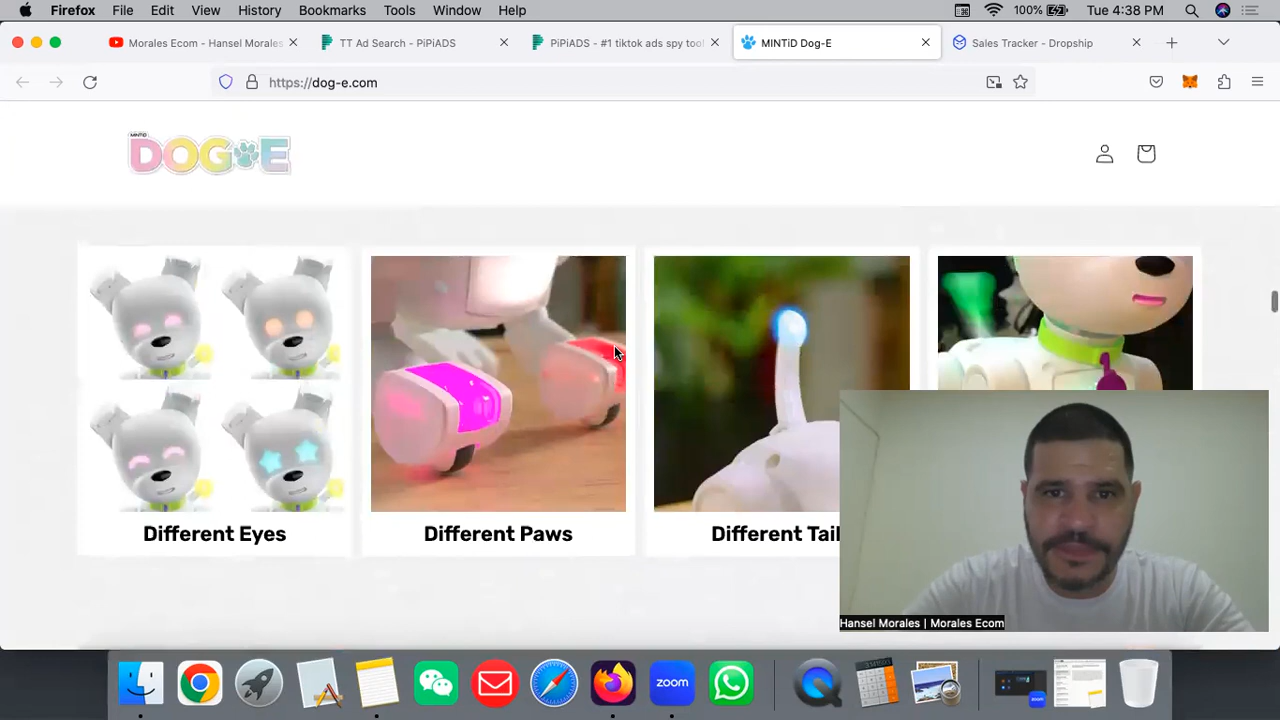 Firefox File Edit View History Bookmarks Tools Window Help 100% Tue 4:38 PM
Morales Ecom - Hansel Morales TT Ad Search - PiPiADS PiPiADS - #1 tiktok ads spy tool MINTiD Dog-E Sales Tracker - Dropship
https://dog-e.com
MINTiD
DOG E
Different Eyes Different Paws Different Tail
Hansel Morales | Morales Ecom
zoom